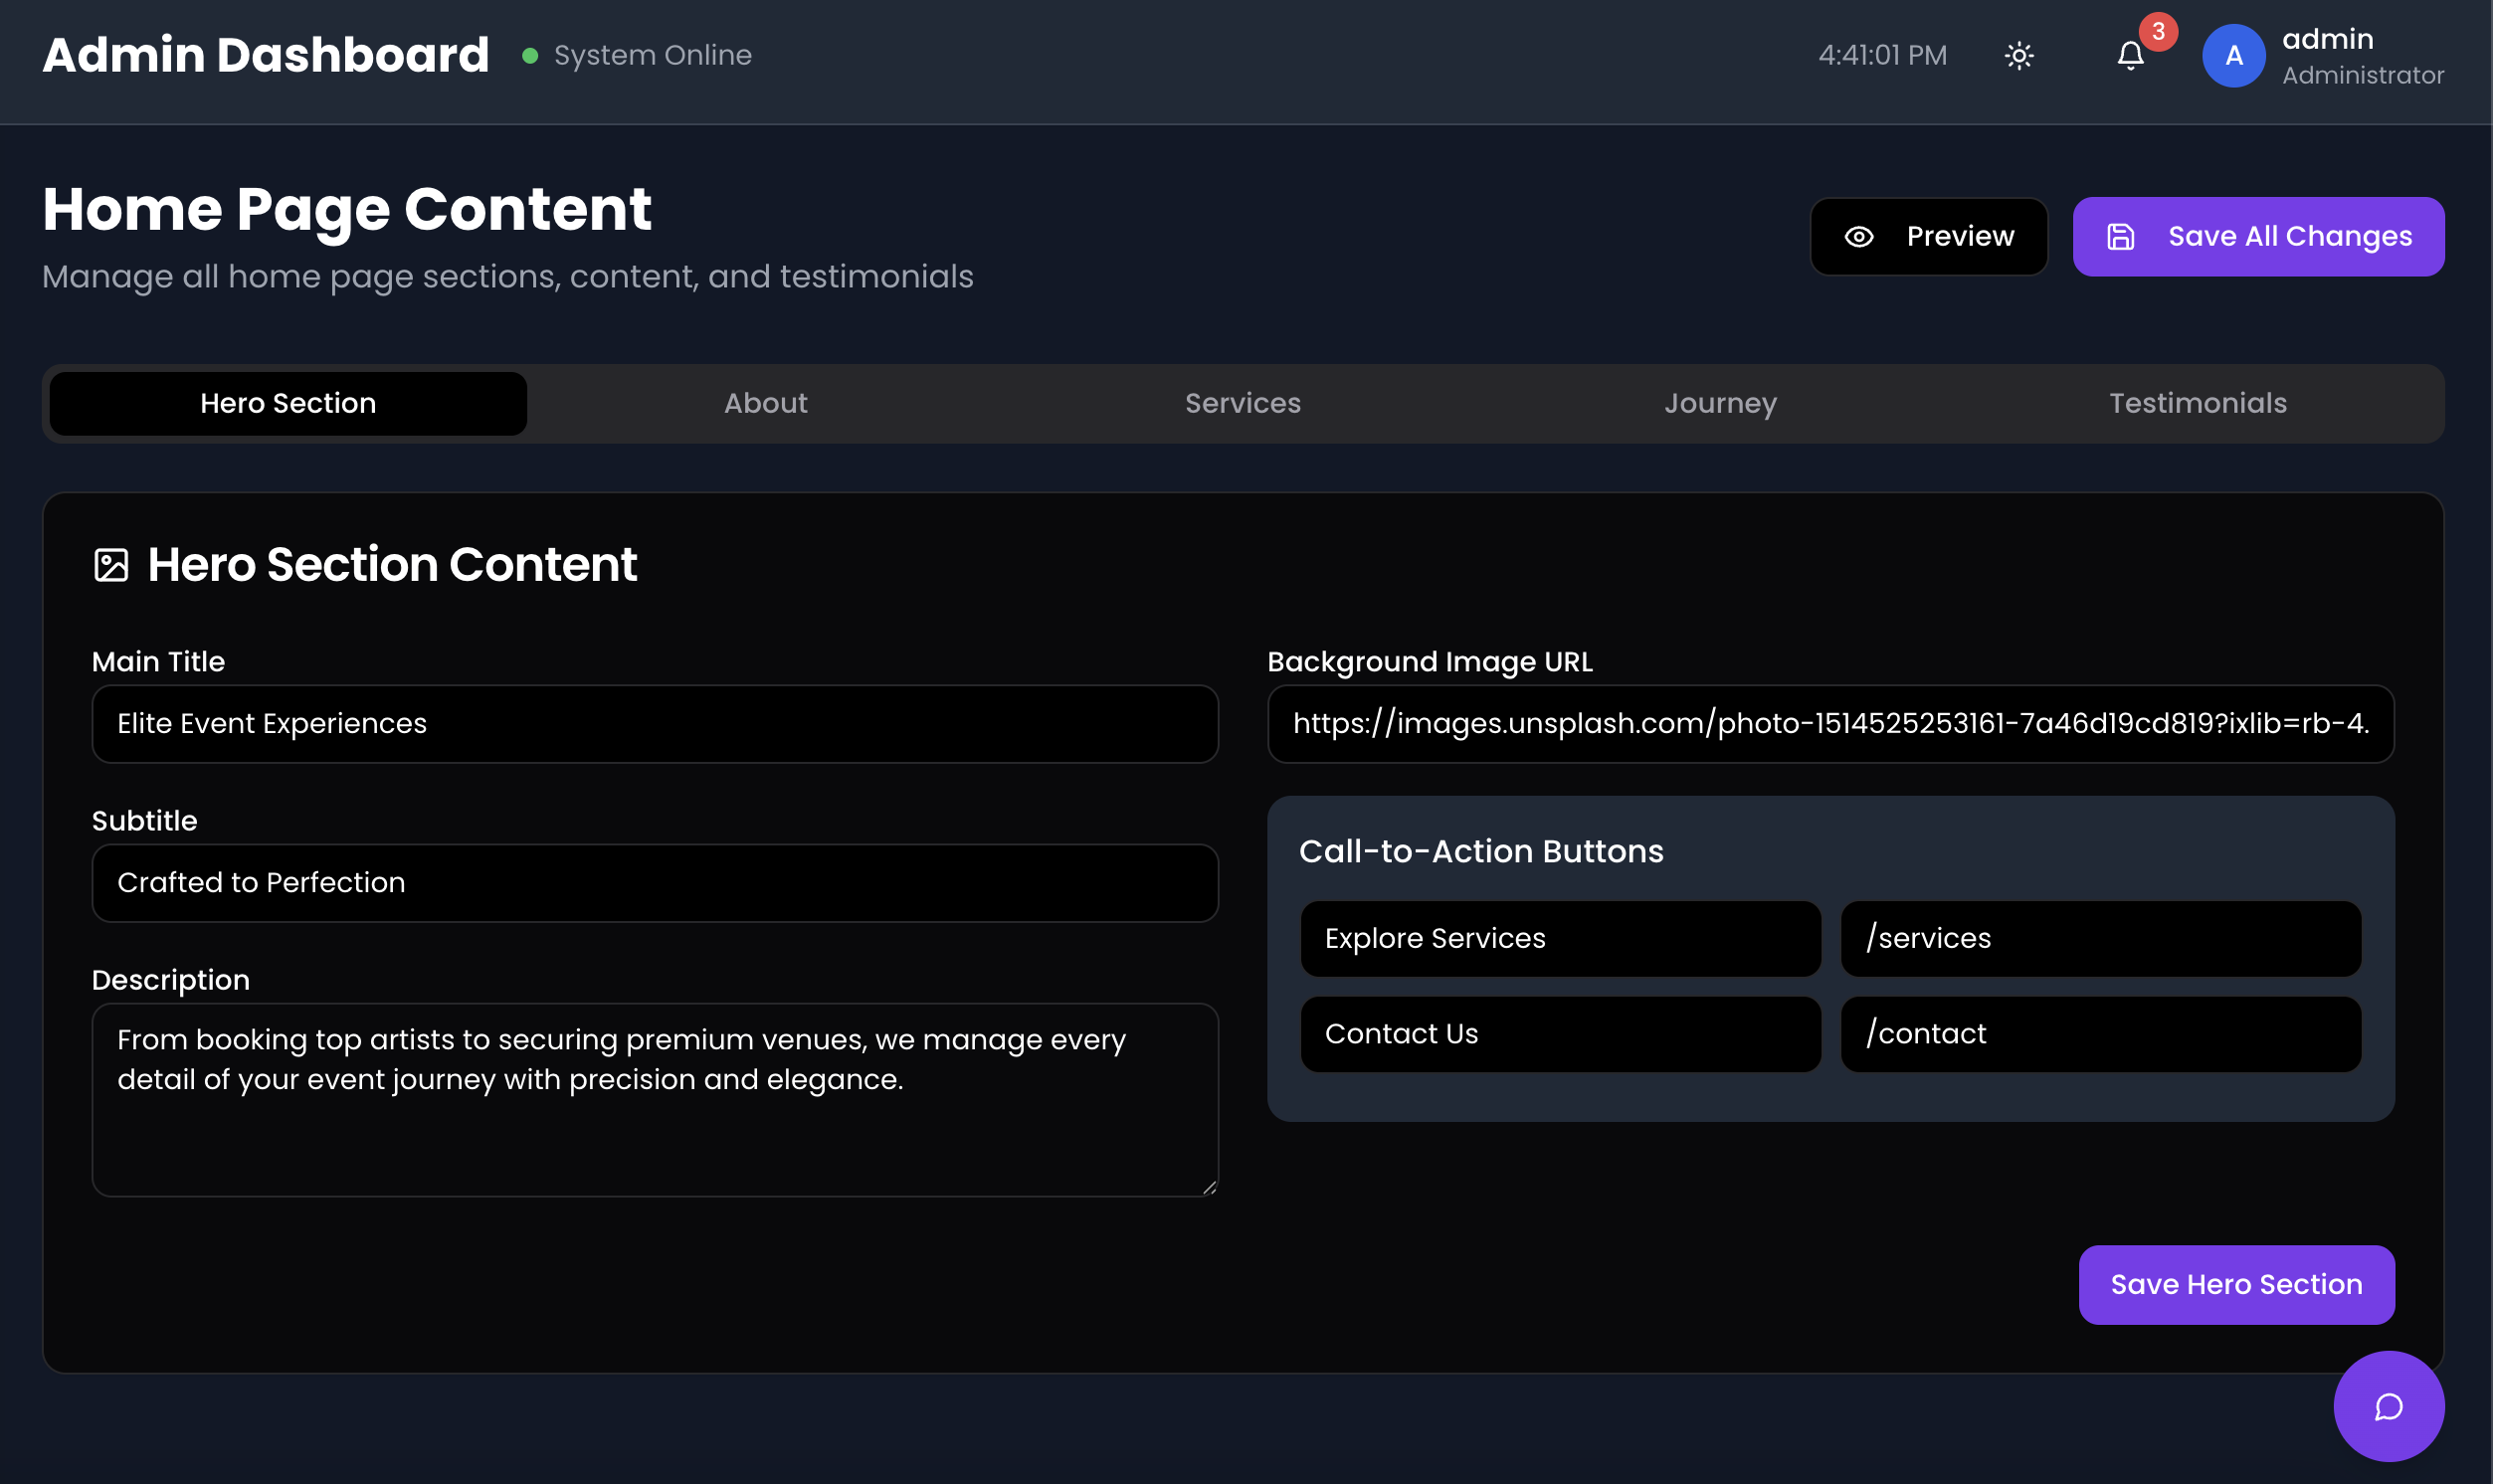 Admin Dashboard
System Online
4:41:01 PM
3
A
admin
Administrator
Home Page Content
Manage all home page sections, content, and testimonials
Preview
Save All Changes
Hero Section
About
Services
Journey
Testimonials
Hero Section Content
Main Title
Elite Event Experiences
Subtitle
Crafted to Perfection
Description
From booking top artists to securing premium venues, we manage every
detail of your event journey with precision and elegance.
Background Image URL
https://images.unsplash.com/photo-1514525253161-7a46d19cd819?ixlib=rb-4.
Call-to-Action Buttons
Explore Services
/services
Contact Us
/contact
Save Hero Section